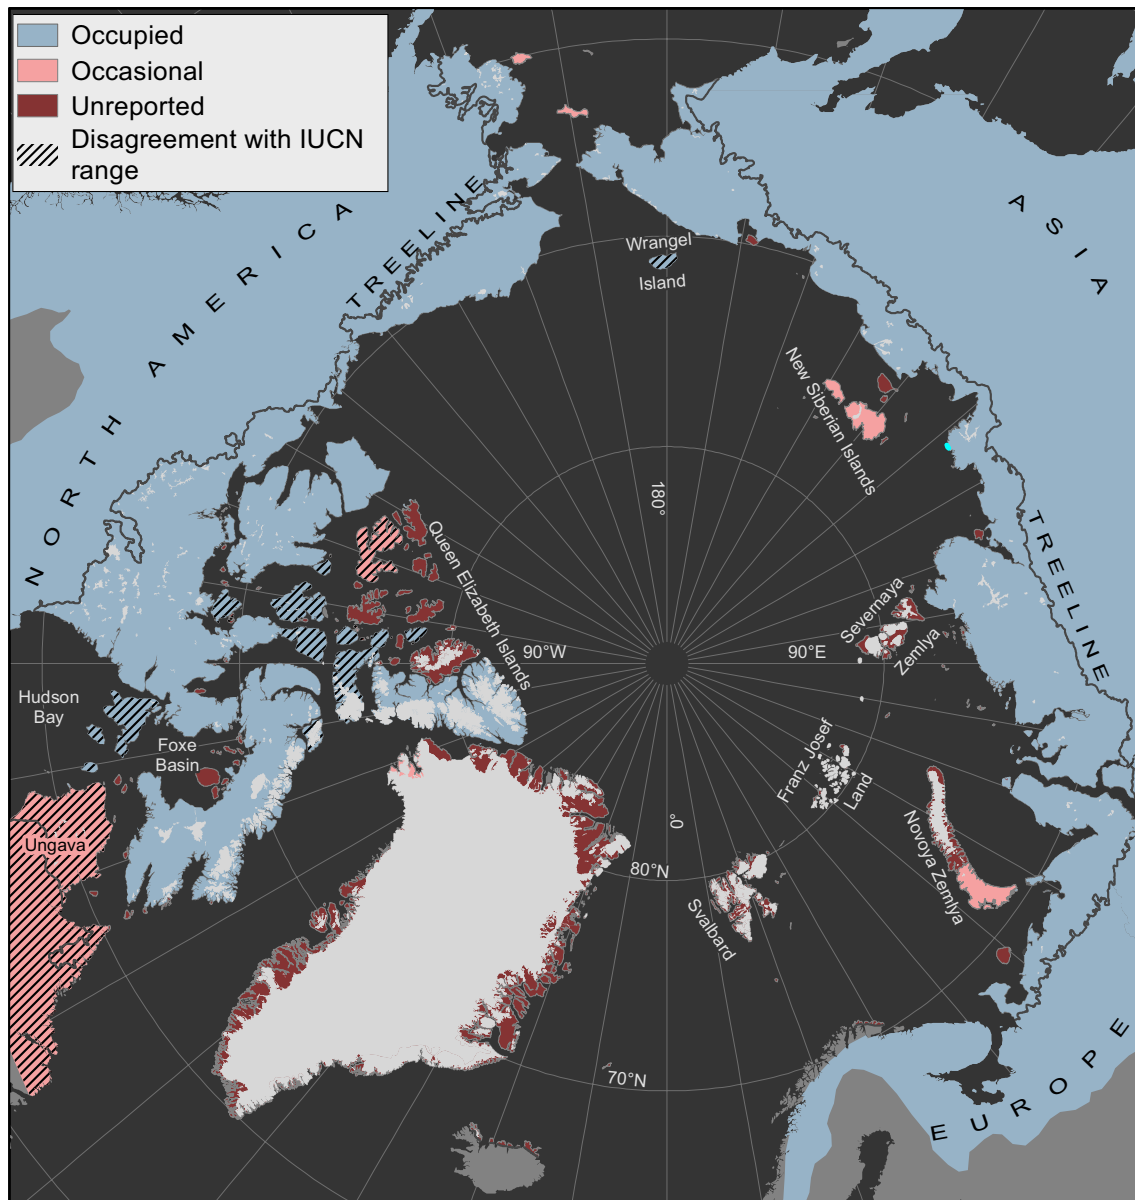 Occupied
Occasional
Unreported
Disagreement with IUCN
range
NORTH AMERICA
TREELINE
ASIA
Wrangel
Island
New Siberian Islands
180°
TREELINE
Queen Elizabeth Islands
90°W
90°E
Severnaya
Zemlya
Hudson
Bay
Foxe
Basin
Franz Josef
Land
Ungava
0°
80°N
Novoya Zemlya
Svalbard
70°N
EUROPE